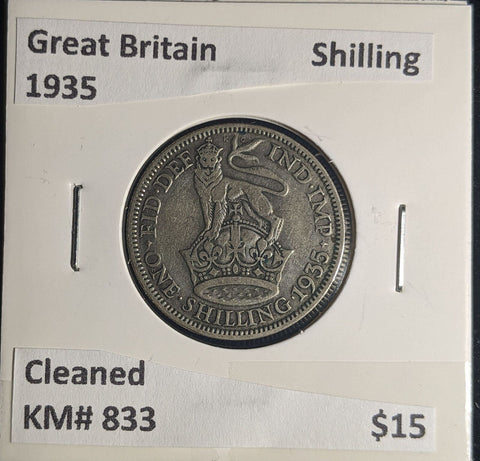 Great Britain Shilling
1935
FID·DEF IND·IMP
ONE·SHILLING·1935
Cleaned
KM# 833 $15